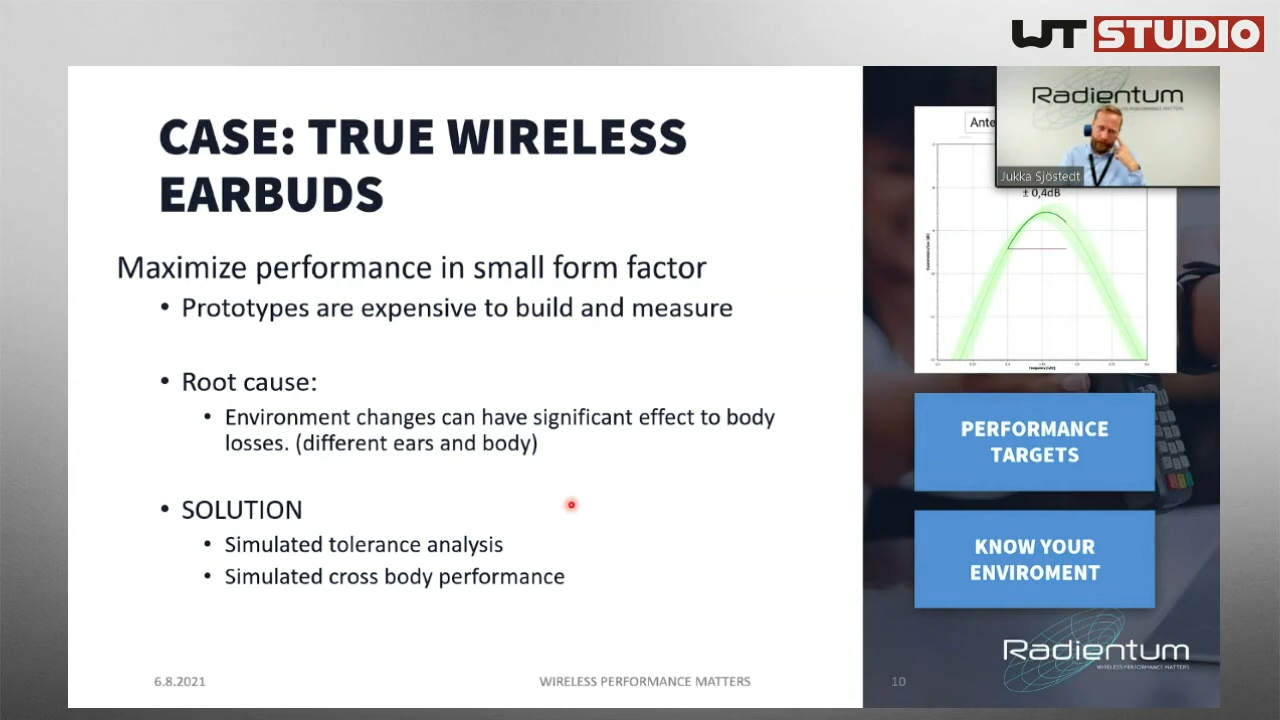 WT STUDIO
CASE: TRUE WIRELESS
EARBUDS
Maximize performance in small form factor
• Prototypes are expensive to build and measure
• Root cause:
• Environment changes can have significant effect to body
losses. (different ears and body)
• SOLUTION
• Simulated tolerance analysis
• Simulated cross body performance
6.8.2021
WIRELESS PERFORMANCE MATTERS
10
Radientum
Jukka Sjöstedt
Ante
± 0,4dB
Frequency [GHz]
PERFORMANCE
TARGETS
KNOW YOUR
ENVIROMENT
Radientum
WIRELESS PERFORMANCE MATTERS